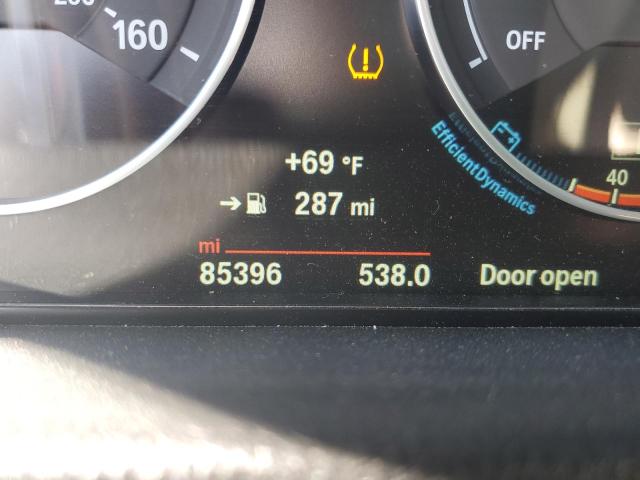 160
OFF
+69 °F
EfficientDynamics
287 mi
40
mi
85396 538.0 Door open